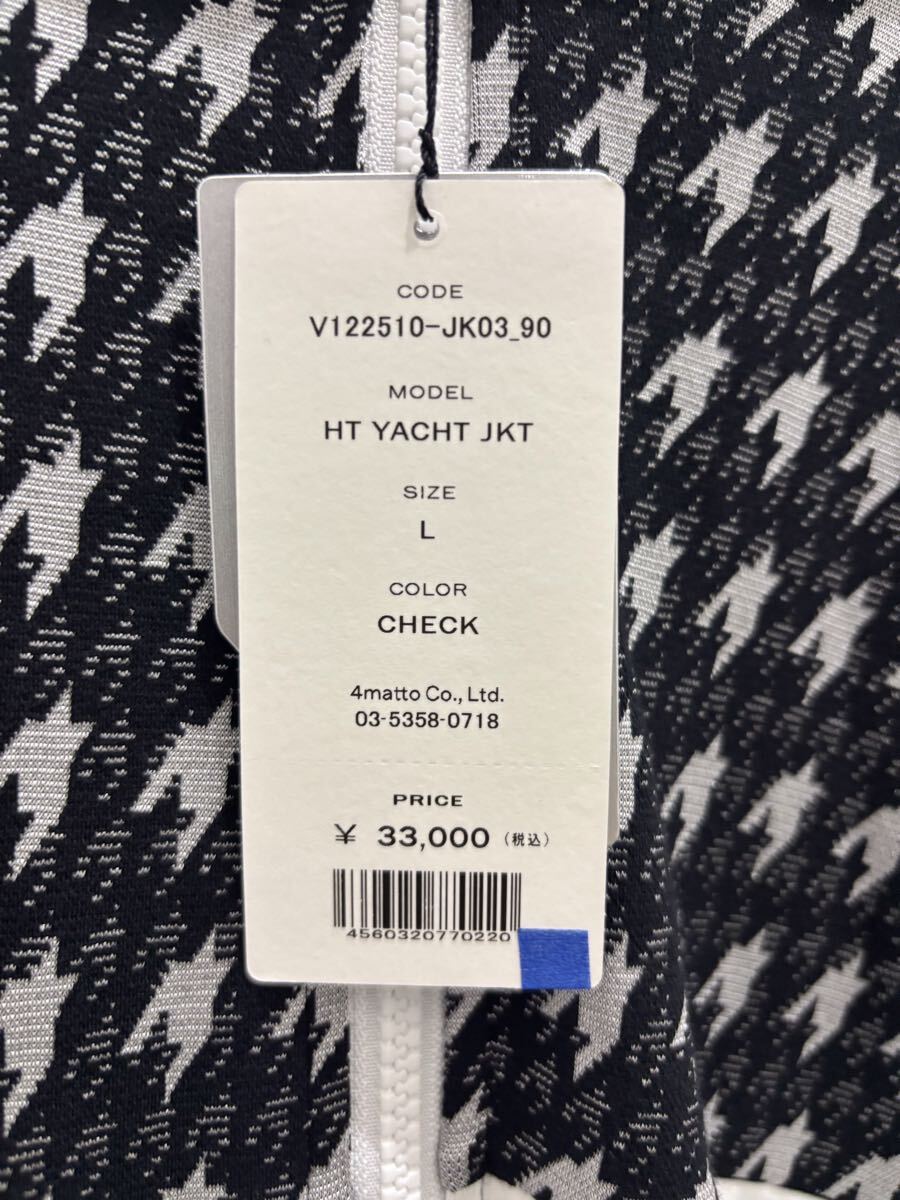 CODE
V122510-JK03_90
MODEL
HT YACHT JKT
SIZE
L
COLOR
CHECK
4matto Co., Ltd.
03-5358-0718
PRICE
¥ 33,000 (税込)
4560320770220